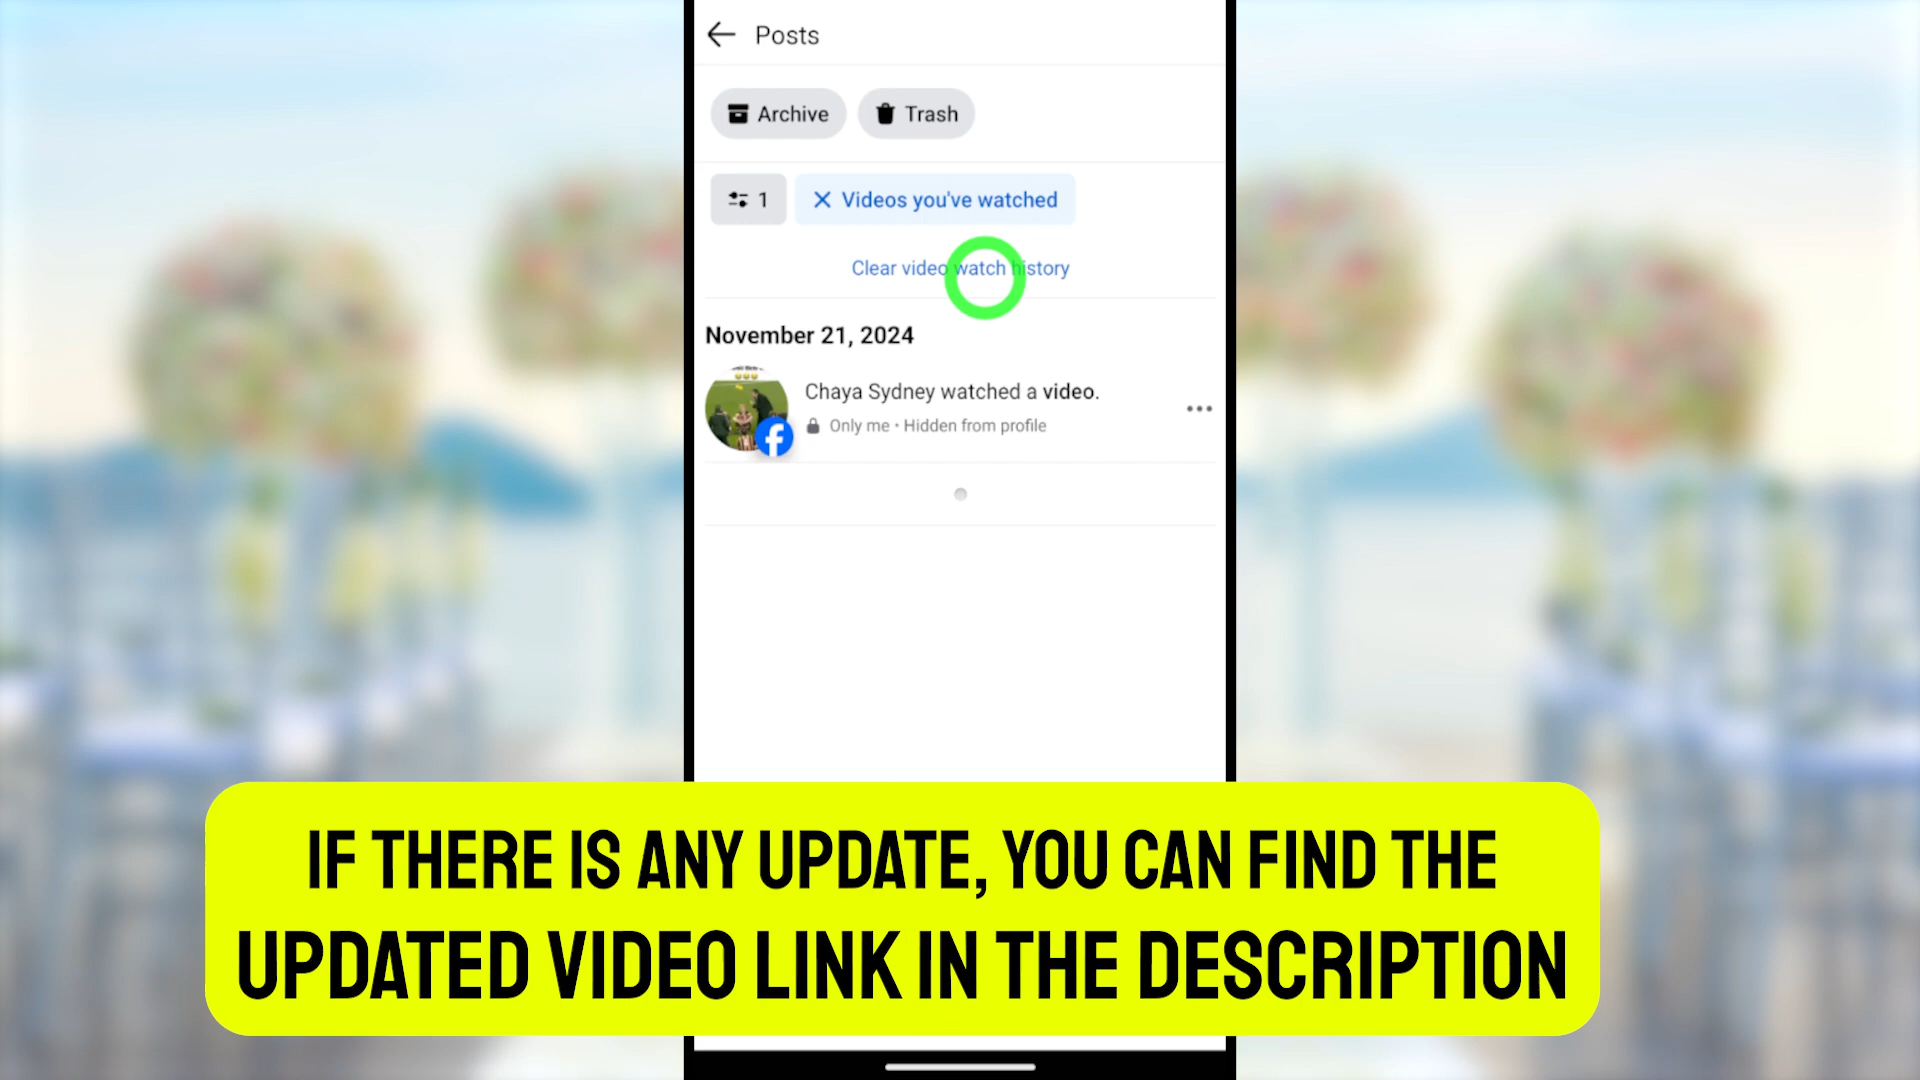 Posts
Archive
Trash
1
Videos you've watched
Clear video watch history
November 21, 2024
Chaya Sydney watched a video.
Only me • Hidden from profile
IF THERE IS ANY UPDATE, YOU CAN FIND THE
UPDATED VIDEO LINK IN THE DESCRIPTION